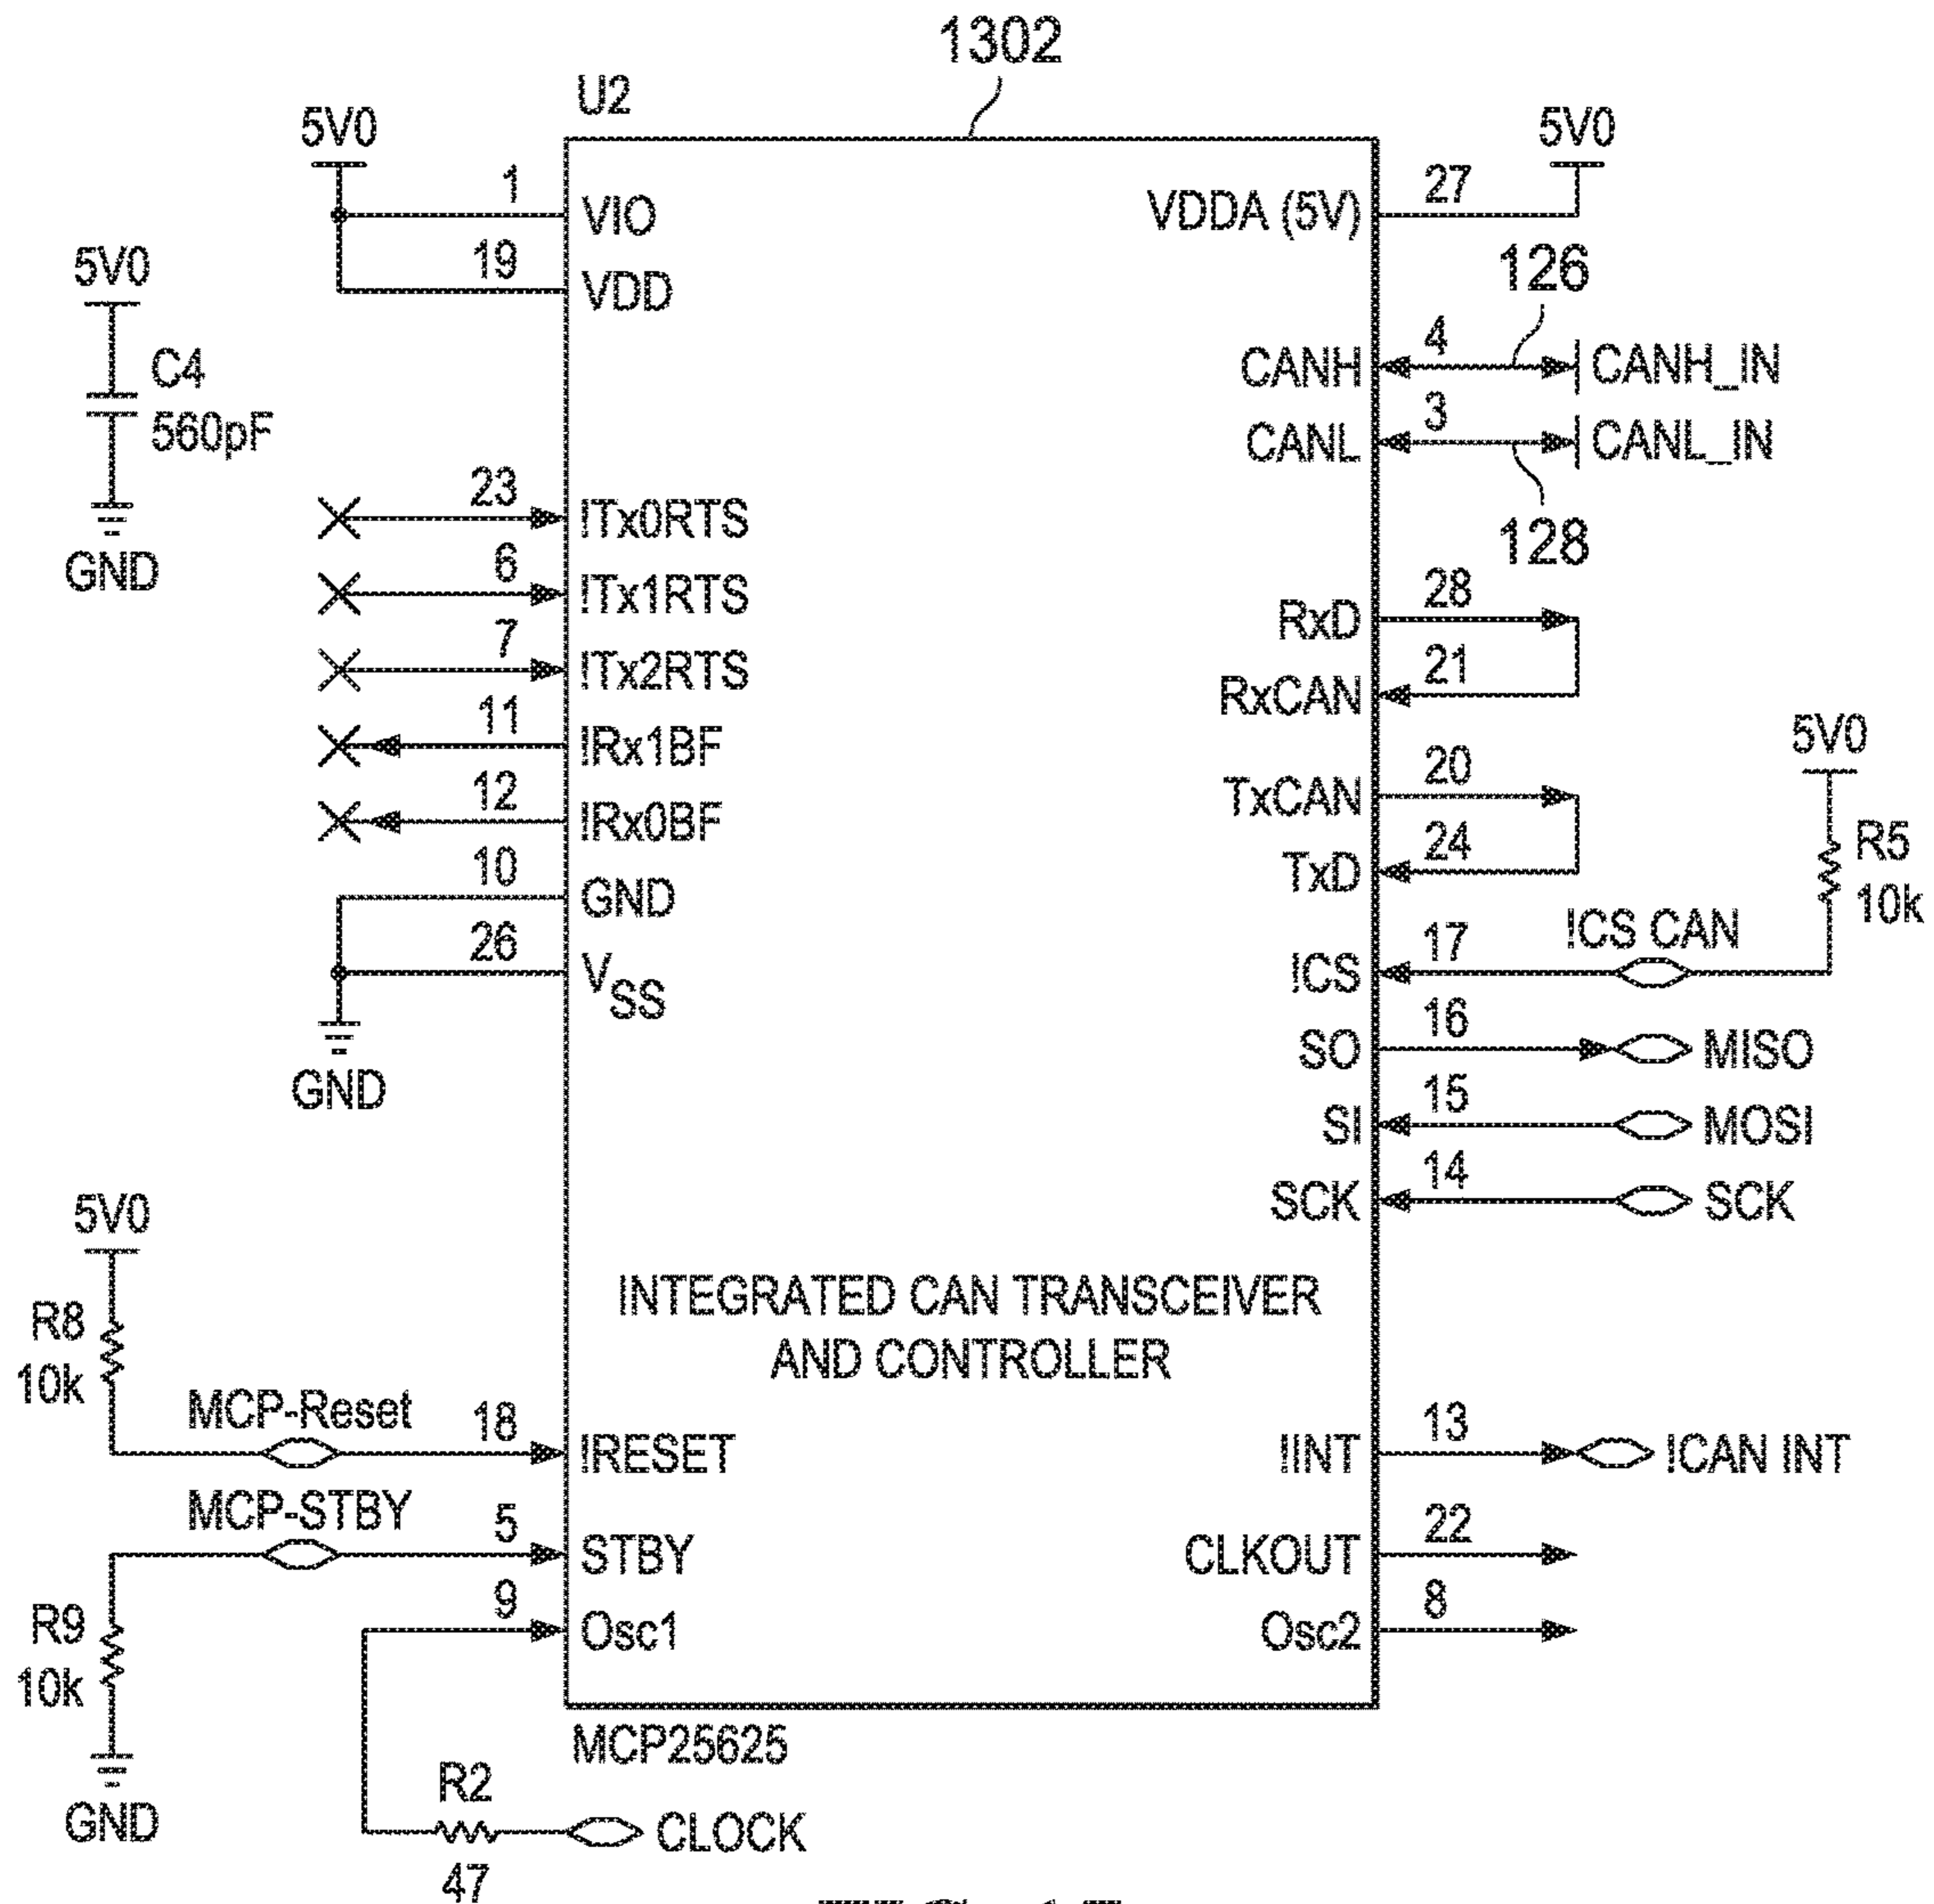 1302
U2
5V0
1
VIO
19
VDD
5V0
C4
560pF
GND
23
!Tx0RTS
6
!Tx1RTS
7
!Tx2RTS
11
!Rx1BF
12
!Rx0BF
10
GND
26
VSS
GND
5V0
R8
10k
MCP-Reset
18
!RESET
MCP-STBY
5
STBY
9
Osc1
R9
10k
GND
R2
47
CLOCK
MCP25625
INTEGRATED CAN TRANSCEIVER
AND CONTROLLER
5V0
27
VDDA (5V)
126
4
CANH
CANH_IN
3
CANL
CANL_IN
128
28
RxD
21
RxCAN
20
TxCAN
24
TxD
5V0
R5
10k
!CS CAN
17
!CS
16
SO
MISO
15
SI
MOSI
14
SCK
SCK
13
!INT
!CAN INT
22
CLKOUT
8
Osc2